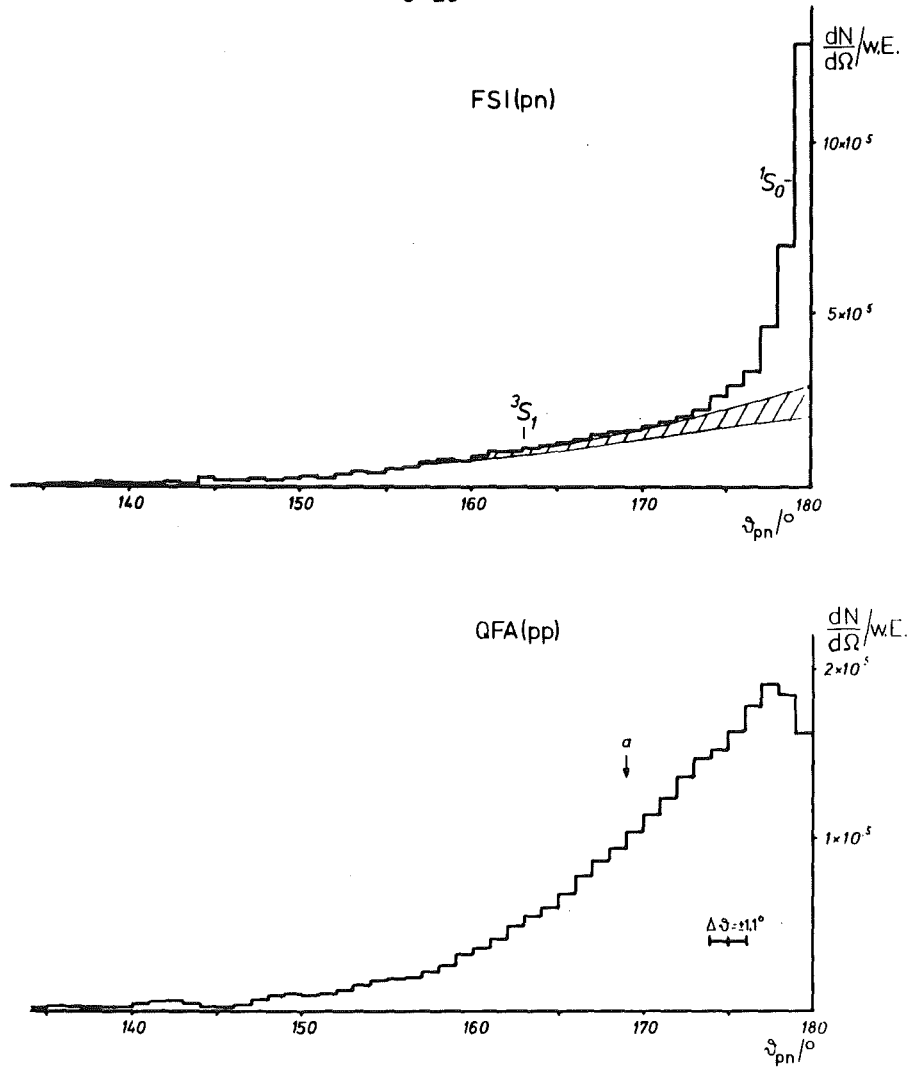 dN/dΩ /w.E.
FSI(pn)
10×10⁵
¹S₀
5×10⁵
³S₁
140 150 160 170 180
ϑpn/°
dN/dΩ /w.E.
QFA(pp)
2×10⁵
a
1×10⁵
Δϑ=±1,1°
140 150 160 170 180
ϑpn/°